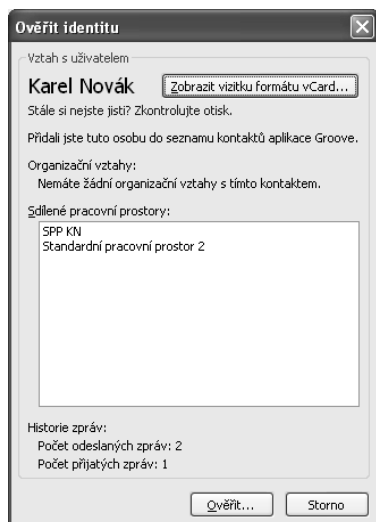 Ověřit identitu
Vztah s uživatelem
Karel Novák
Zobrazit vizitku formátu vCard...
Stále si nejste jisti? Zkontrolujte otisk.
Přidali jste tuto osobu do seznamu kontaktů aplikace Groove.
Organizační vztahy:
Nemáte žádní organizační vztahy s tímto kontaktem.
Sdílené pracovní prostory:
SPP KN
Standardní pracovní prostor 2
Historie zpráv:
Počet odeslaných zpráv: 2
Počet přijatých zpráv: 1
Ověřit...
Storno